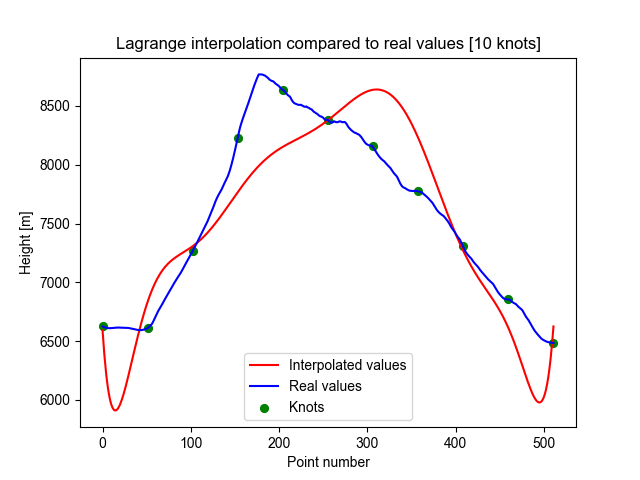 Lagrange interpolation compared to real values [10 knots]
Height [m]
8500
8000
7500
7000
6500
6000
Interpolated values
Real values
Knots
0 100 200 300 400 500
Point number